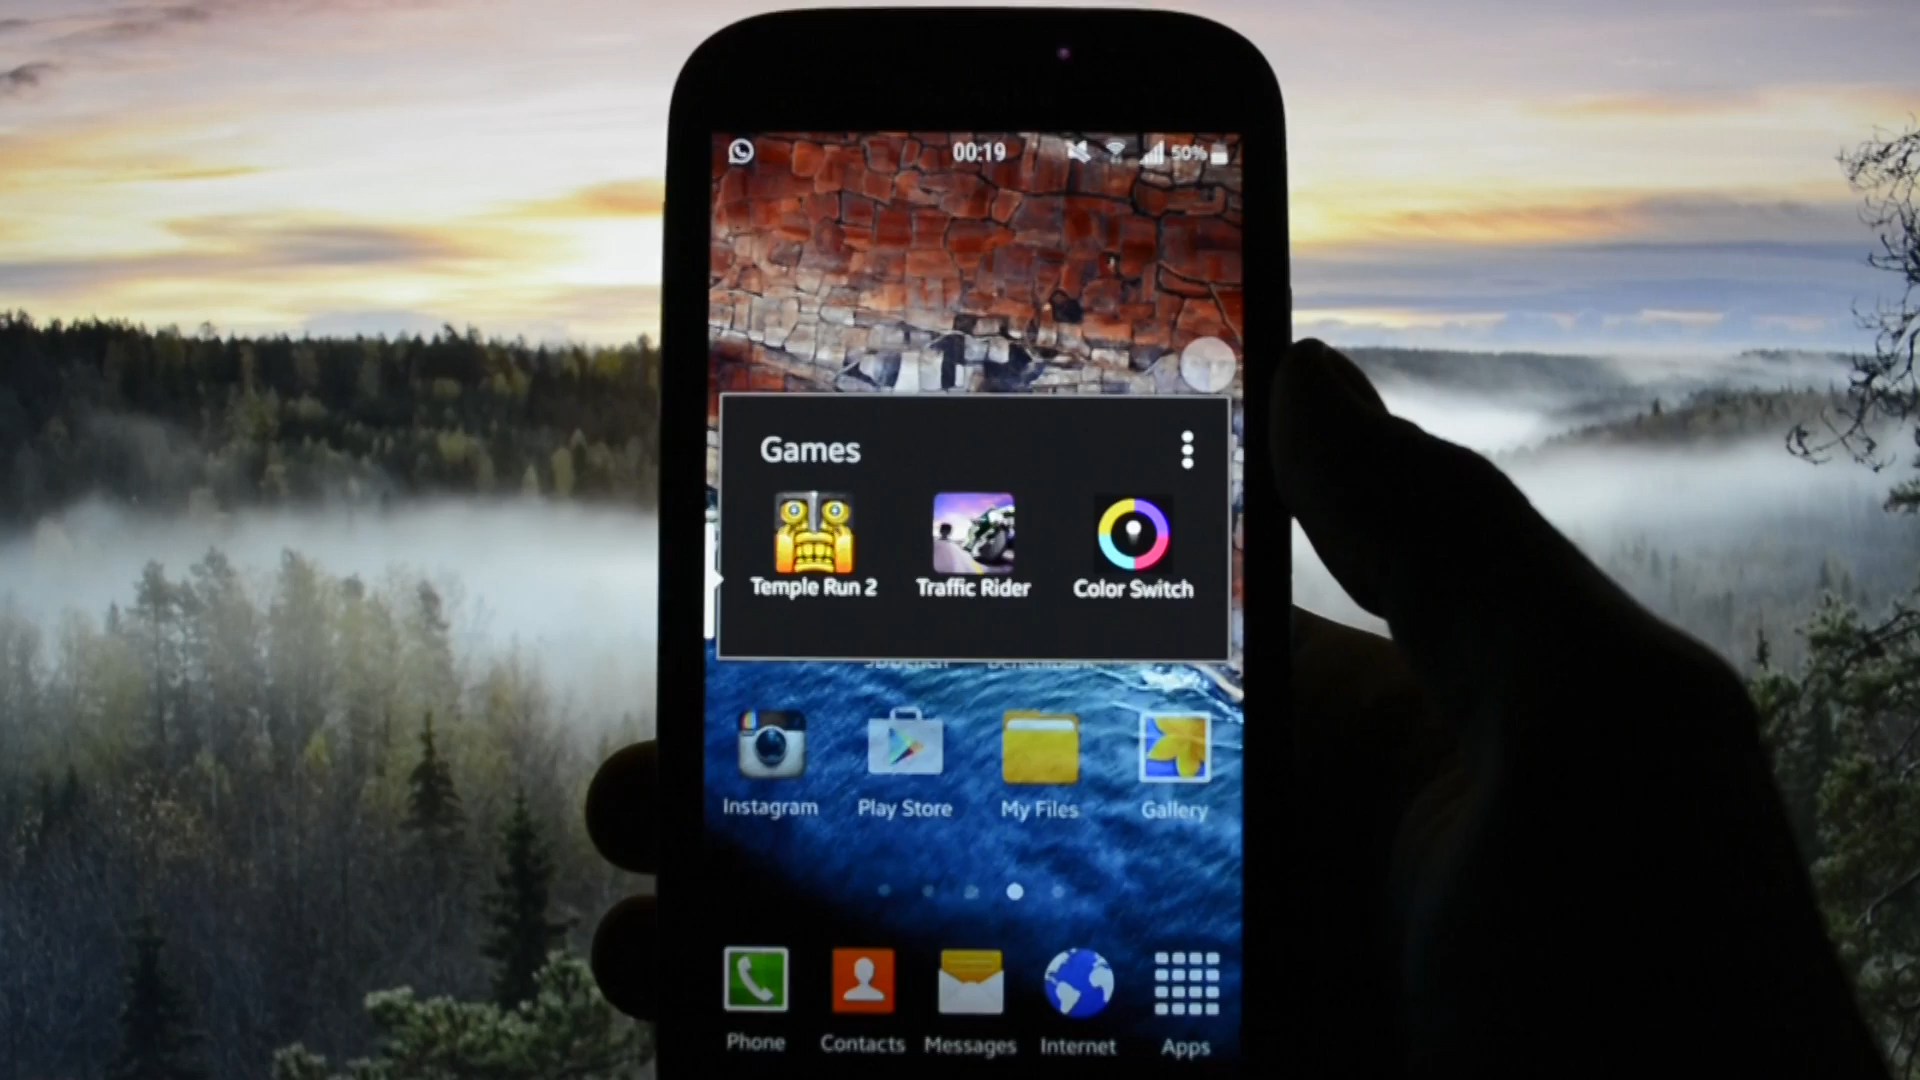 00:19 50%
Games
Temple Run 2 Traffic Rider Color Switch
Instagram Play Store My Files Gallery
Phone Contacts Messages Internet Apps